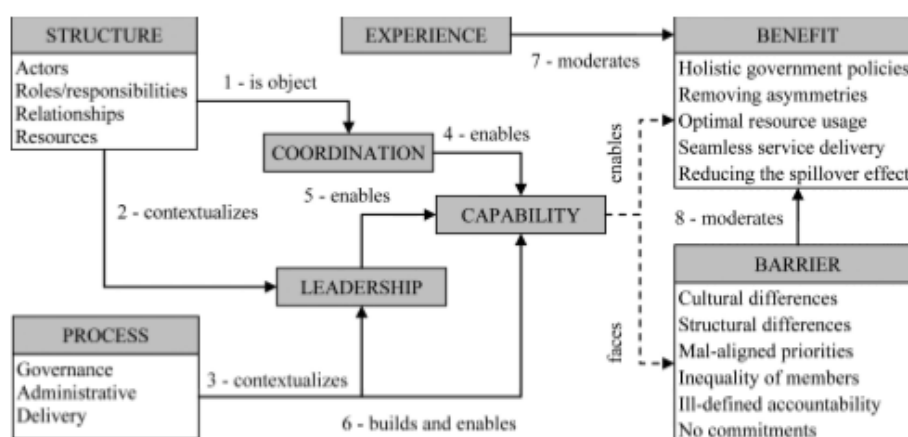 STRUCTURE
Actors
Roles/responsibilities
Relationships
Resources
EXPERIENCE
7 - moderates
BENEFIT
Holistic government policies
Removing asymmetries
Optimal resource usage
Seamless service delivery
Reducing the spillover effect
1 - is object
COORDINATION
4 - enables
enables
2 - contextualizes
5 - enables
CAPABILITY
8 - moderates
LEADERSHIP
BARRIER
Cultural differences
Structural differences
Mal-aligned priorities
Inequality of members
Ill-defined accountability
No commitments
faces
PROCESS
Governance
Administrative
Delivery
3 - contextualizes
6 - builds and enables